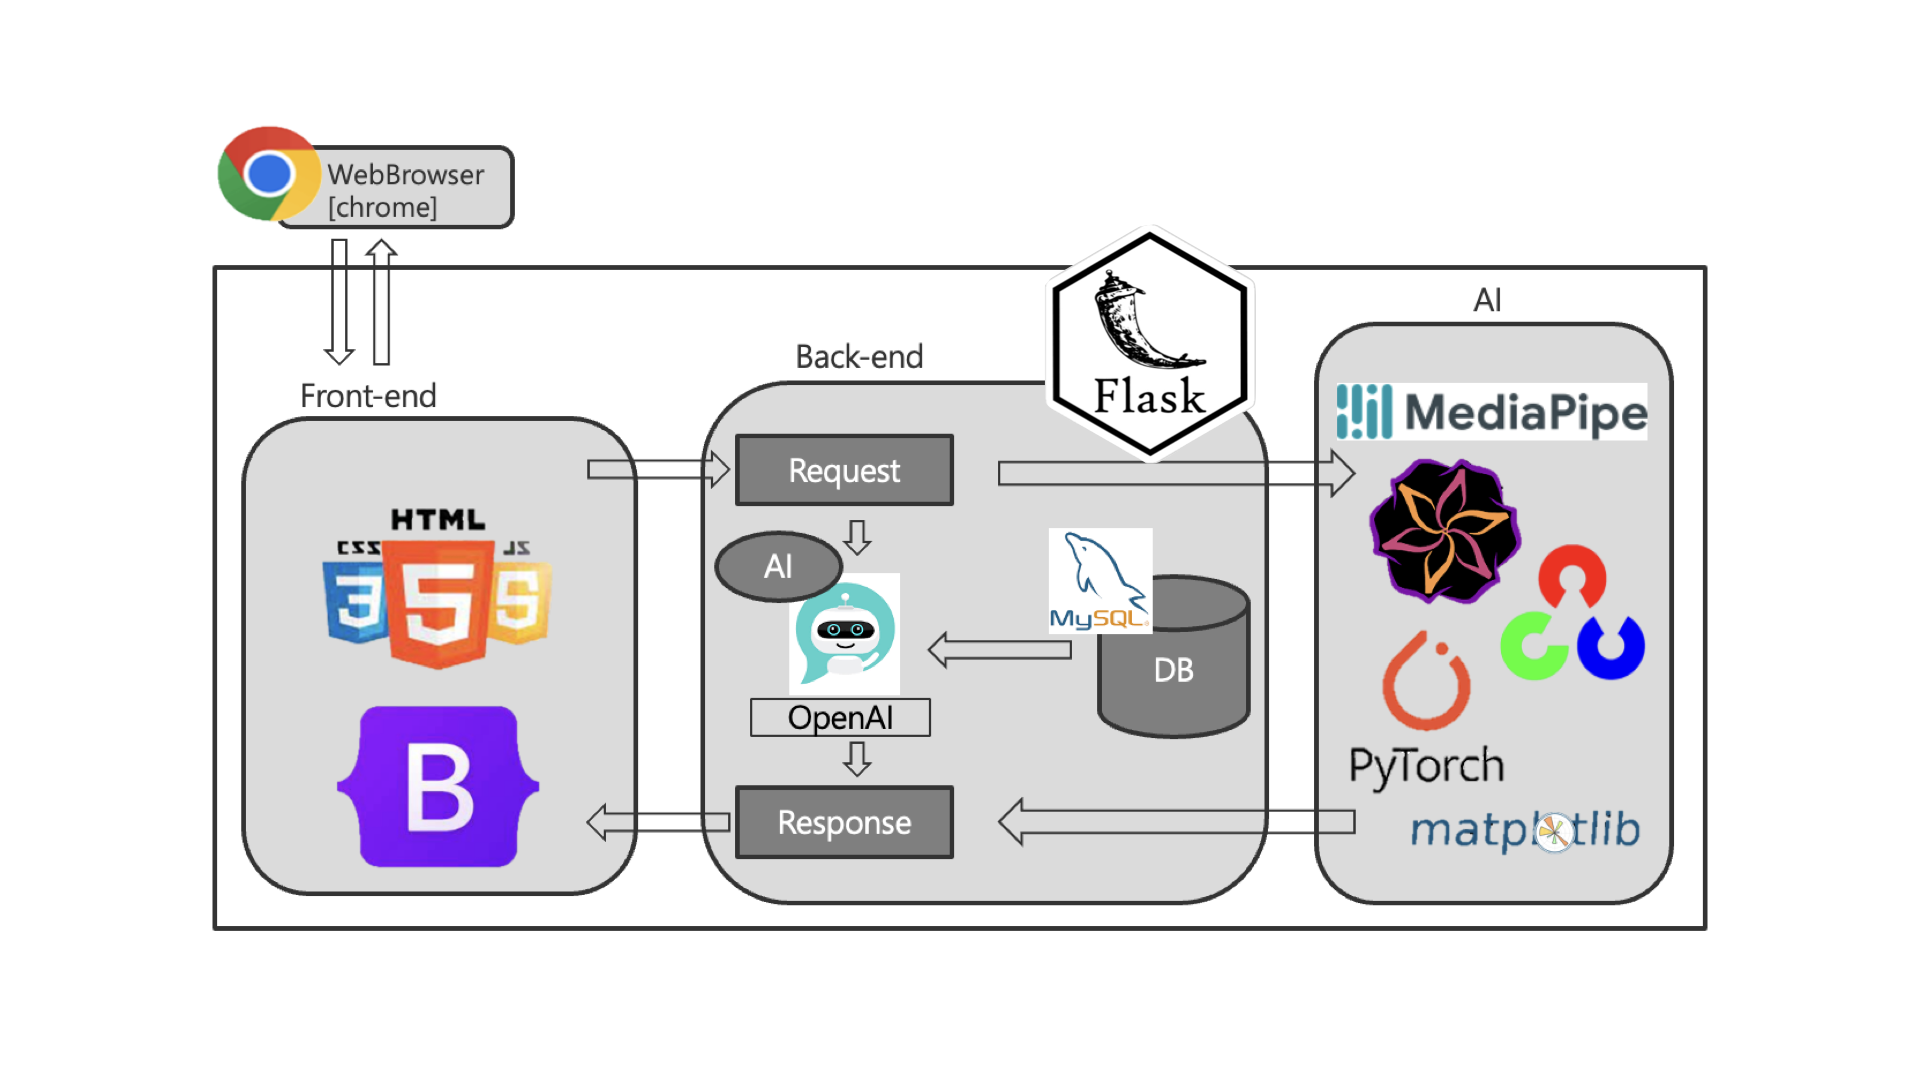 WebBrowser
[chrome]
Front-end
HTML
CSS
JS
3
5
S
B
Back-end
Flask
Request
AI
OpenAI
Response
MySQL
DB
AI
MediaPipe
PyTorch
matplotlib